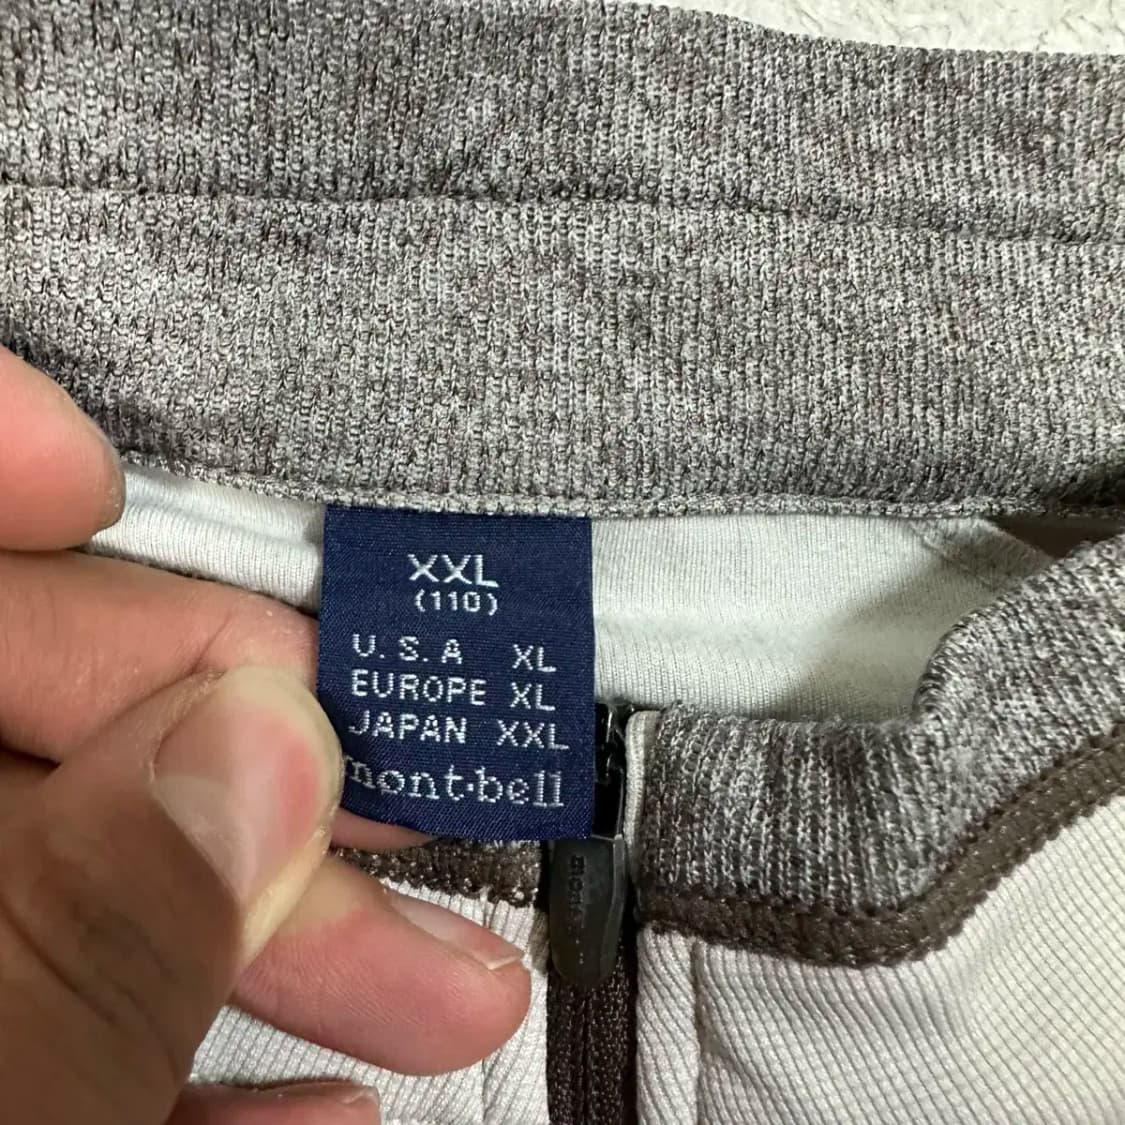 XXL
(110)
U.S.A XL
EUROPE XL
JAPAN XXL
mont·bell